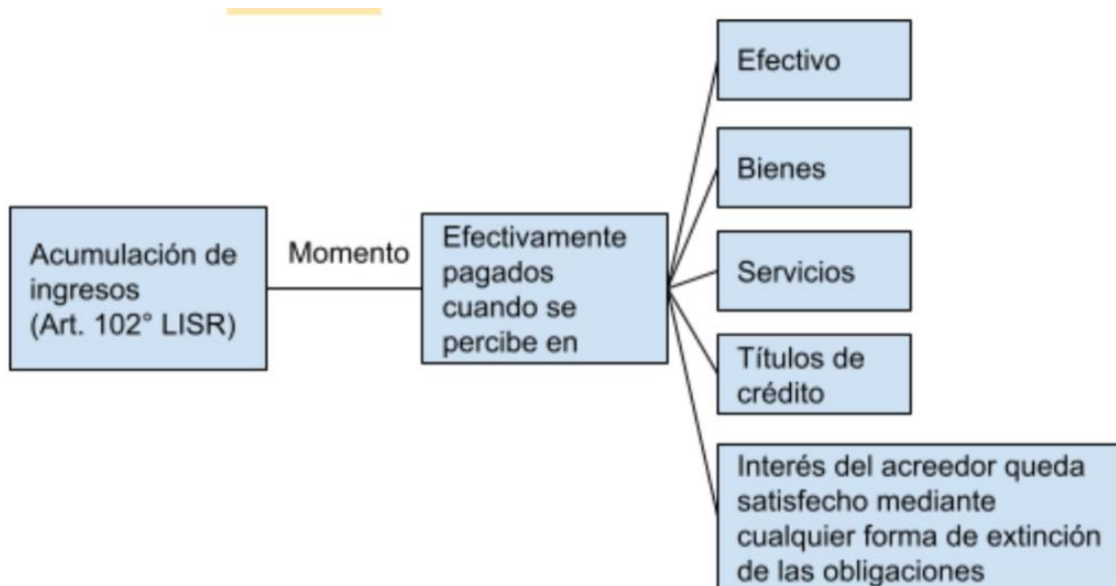 Acumulación de
ingresos
(Art. 102° LISR)
Momento
Efectivamente
pagados
cuando se
percibe en
Efectivo
Bienes
Servicios
Títulos de
crédito
Interés del acreedor queda
satisfecho mediante
cualquier forma de extinción
de las obligaciones